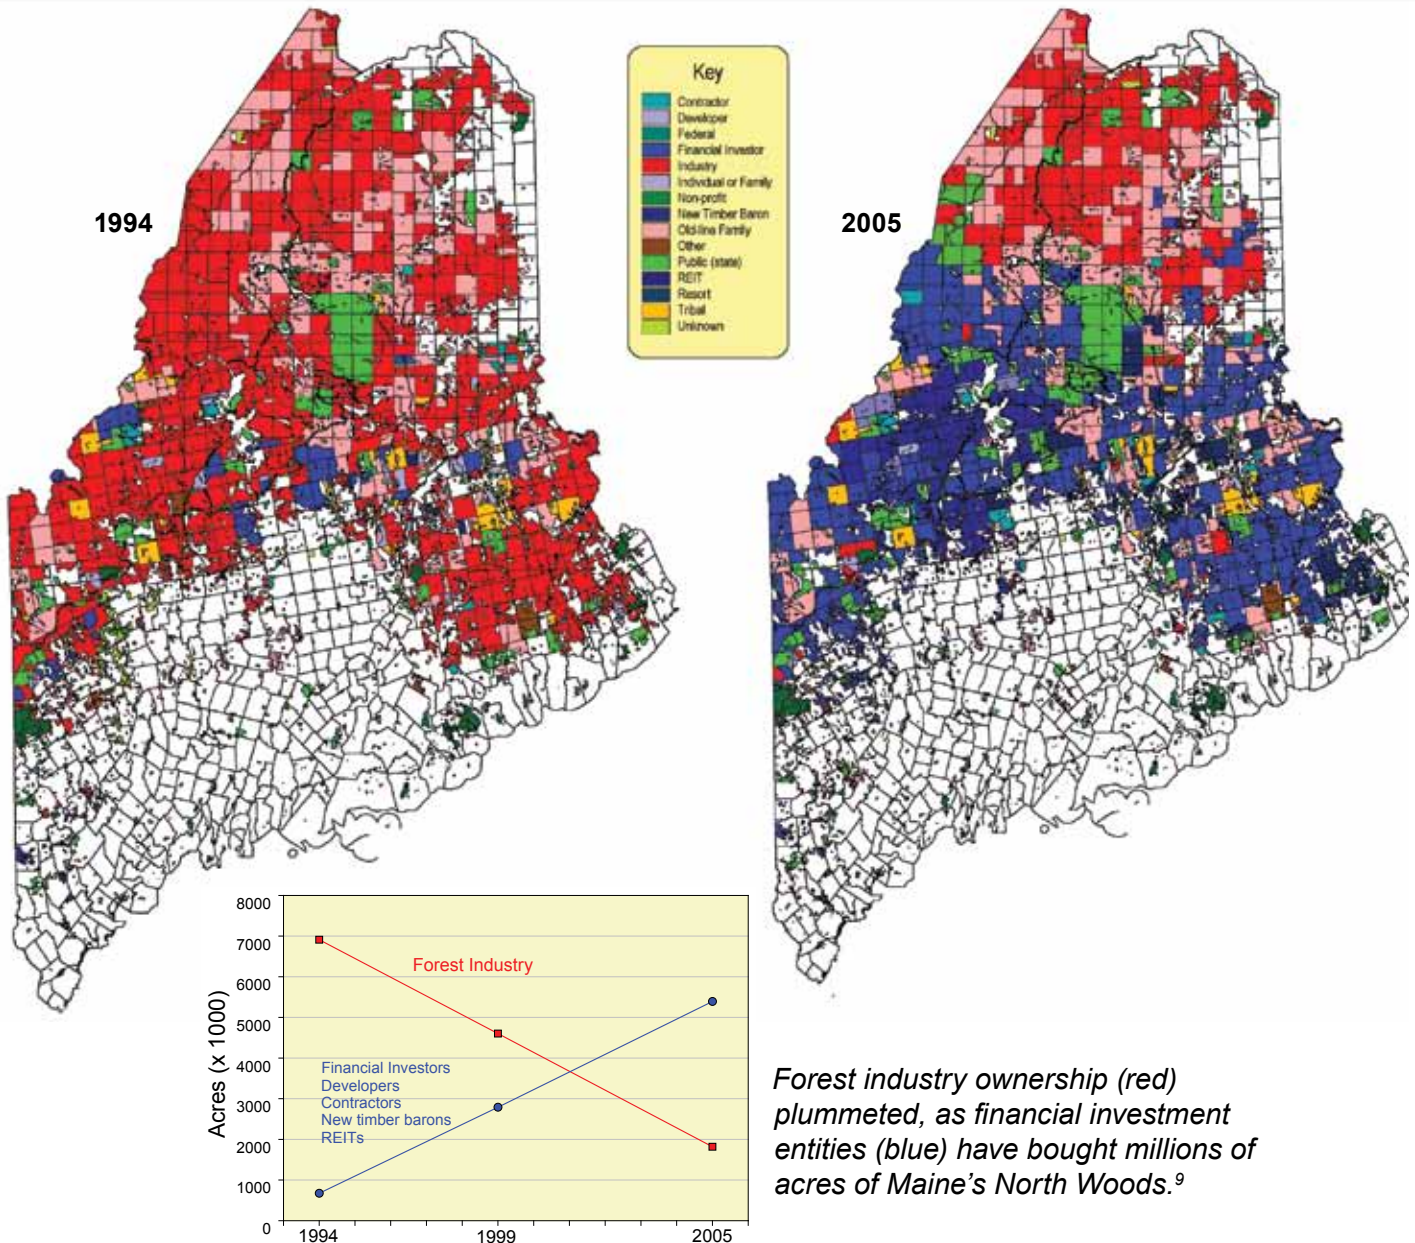 1994
Key
Contractor
Developer
Federal
Financial Investor
Industry
Individual or Family
Non-profit
New Timber Baron
Old-line Family
Other
Public (state)
REIT
Resort
Tribal
Unknown
2005
8000
7000
6000
5000
4000
3000
2000
1000
0
Acres (x 1000)
Forest Industry
Financial Investors
Developers
Contractors
New timber barons
REITs
1994
1999
2005
Forest industry ownership (red)
plummeted, as financial investment
entities (blue) have bought millions of
acres of Maine's North Woods.⁹